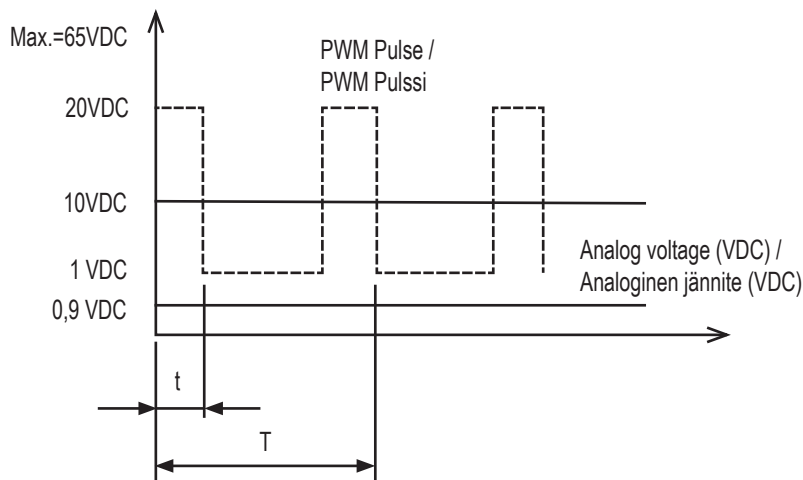 Max.=65VDC
PWM Pulse /
PWM Pulssi
20VDC
10VDC
Analog voltage (VDC) /
1 VDC
Analoginen jännite (VDC)
0,9 VDC
t
T